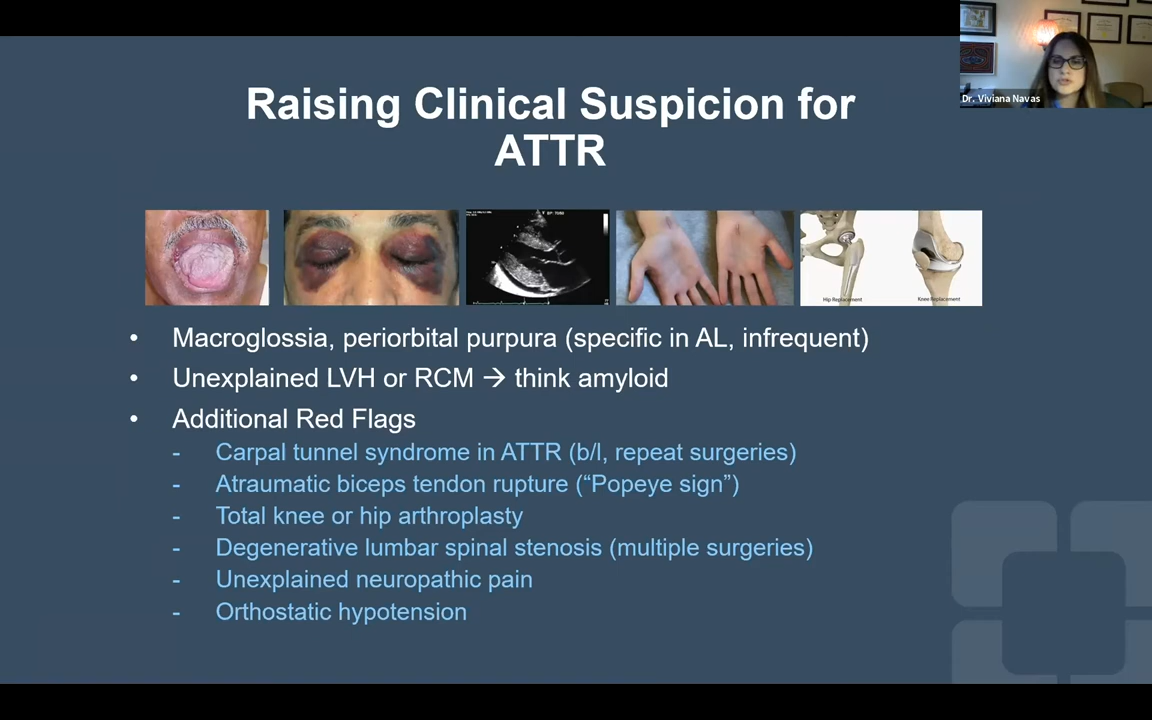 Dr. Viviana Navas
Raising Clinical Suspicion for
ATTR
Hip Replacement
Knee Replacement
• Macroglossia, periorbital purpura (specific in AL, infrequent)
• Unexplained LVH or RCM → think amyloid
• Additional Red Flags
- Carpal tunnel syndrome in ATTR (b/l, repeat surgeries)
- Atraumatic biceps tendon rupture (“Popeye sign”)
- Total knee or hip arthroplasty
- Degenerative lumbar spinal stenosis (multiple surgeries)
- Unexplained neuropathic pain
- Orthostatic hypotension